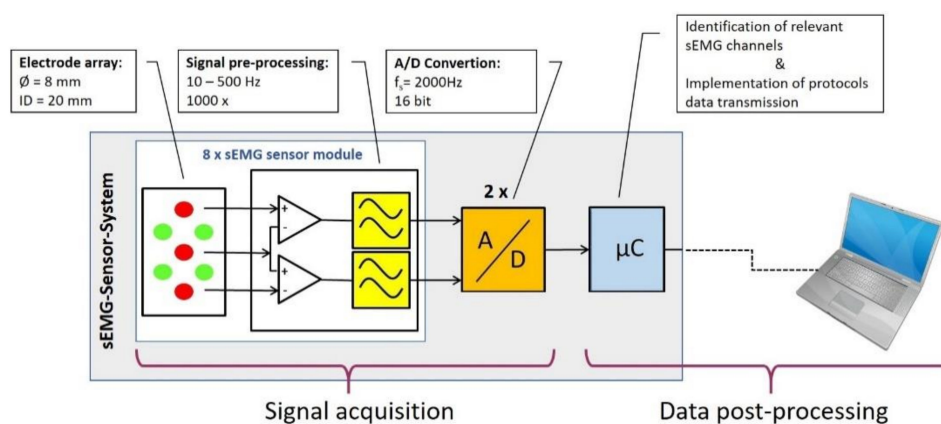 Electrode array:
Ø = 8 mm
ID = 20 mm
Signal pre-processing:
10 – 500 Hz
1000 x
A/D Convertion:
fs= 2000Hz
16 bit
Identification of relevant
sEMG channels
&
Implementation of protocols
data transmission
sEMG-Sensor-System
8 x sEMG sensor module
+
-
+
-
2 x
A
/
D
µC
Signal acquisition
Data post-processing